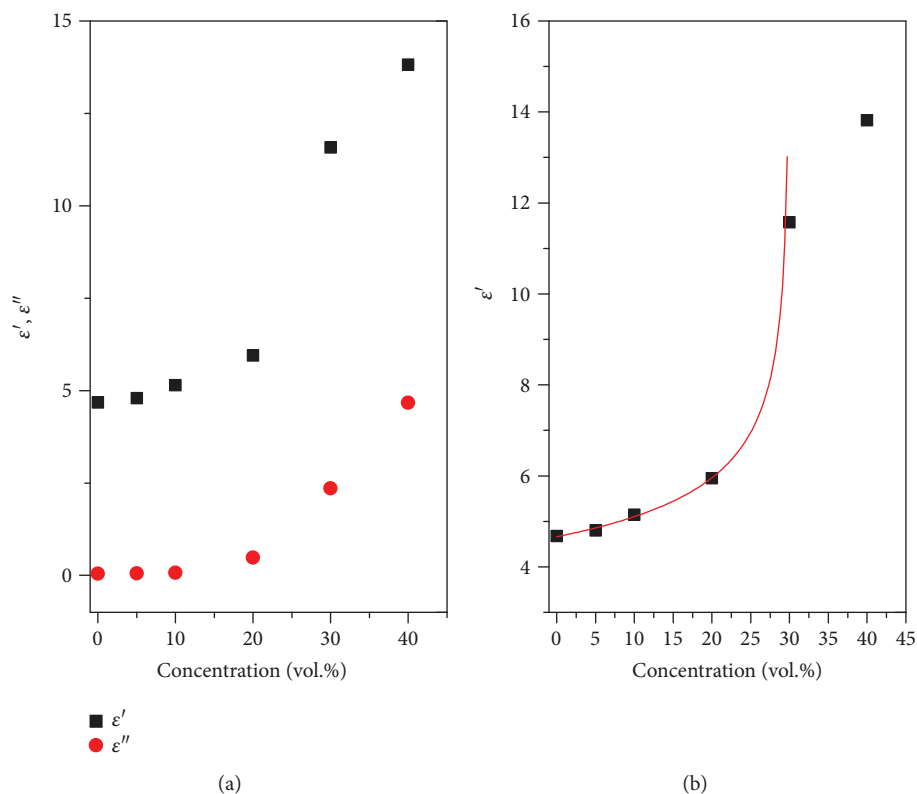 15
10
5
0
ε′, ε″
0 10 20 30 40
Concentration (vol.%)
ε′
ε″
(a)
16
14
12
10
8
6
4
ε′
0 5 10 15 20 25 30 35 40 45
Concentration (vol.%)
(b)